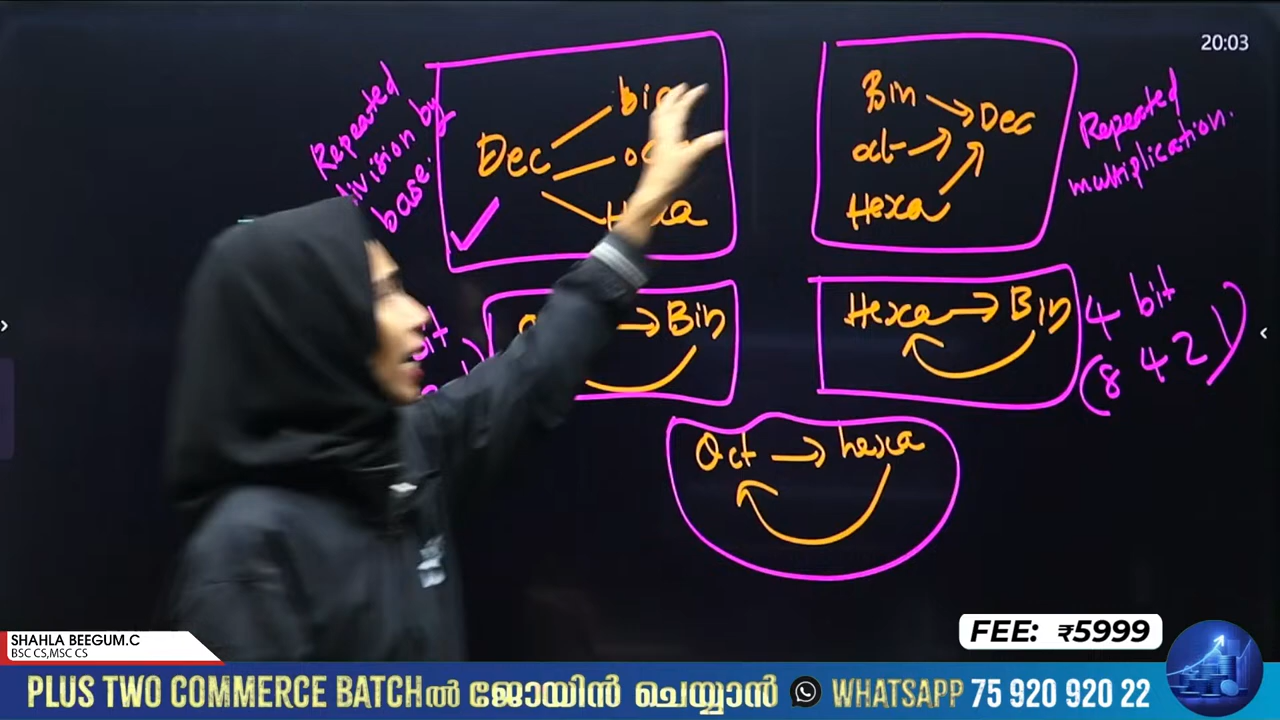 20:03
Repeated
division by
base.
Dec
Bin → Dec
oct
Hexa
Repeated
multiplication.
→ Bin
Hexa → Bin
4 bit
(8 4 2 1)
Oct → hexa
SHAHLA BEEGUM.C
BSC CS,MSC CS
FEE: ₹5999
PLUS TWO COMMERCE BATCHൽ ജോയിൻ ചെയ്യാൻ WHATSAPP 75 920 920 22